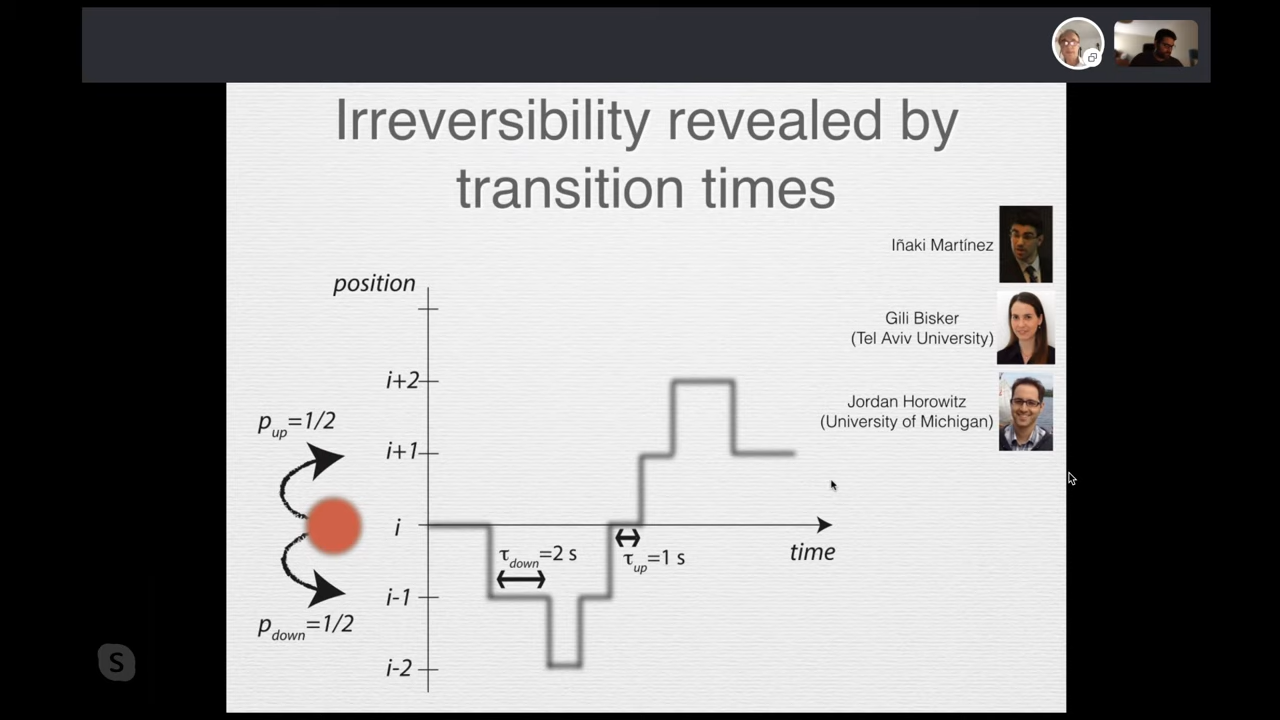 Irreversibility revealed by
transition times
Iñaki Martínez
Gili Bisker
(Tel Aviv University)
Jordan Horowitz
(University of Michigan)
position
i+2
i+1
i
i-1
i-2
p_up=1/2
p_down=1/2
τ_down=2 s
τ_up=1 s
time
S